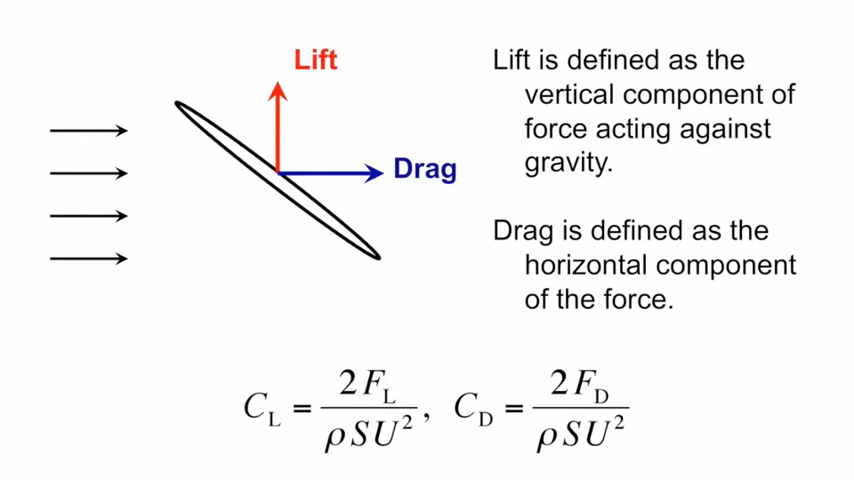 Lift
Lift is defined as the
vertical component of
force acting against
gravity.
Drag
Drag is defined as the
horizontal component
of the force.
C_L = 2F_L / ρSU², C_D = 2F_D / ρSU²